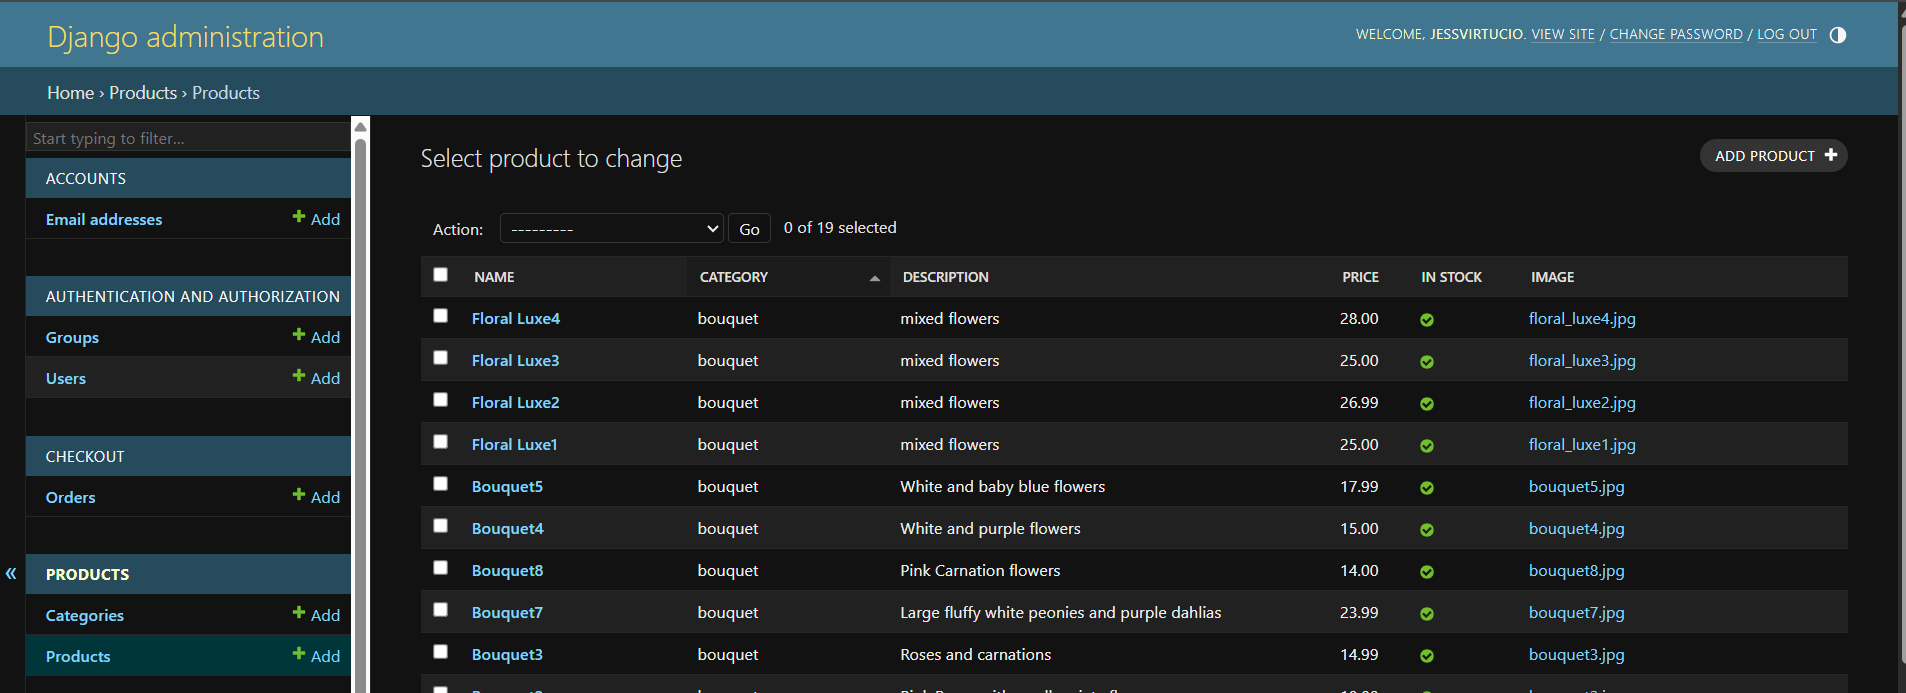 Django administration
WELCOME, JESSVIRTUCIO. VIEW SITE / CHANGE PASSWORD / LOG OUT
Home › Products › Products
Start typing to filter...
ACCOUNTS
Email addresses + Add
AUTHENTICATION AND AUTHORIZATION
Groups + Add
Users + Add
CHECKOUT
Orders + Add
«
PRODUCTS
Categories + Add
Products + Add
Select product to change
ADD PRODUCT +
Action: --------- Go 0 of 19 selected
NAME CATEGORY DESCRIPTION PRICE IN STOCK IMAGE
Floral Luxe4 bouquet mixed flowers 28.00 floral_luxe4.jpg
Floral Luxe3 bouquet mixed flowers 25.00 floral_luxe3.jpg
Floral Luxe2 bouquet mixed flowers 26.99 floral_luxe2.jpg
Floral Luxe1 bouquet mixed flowers 25.00 floral_luxe1.jpg
Bouquet5 bouquet White and baby blue flowers 17.99 bouquet5.jpg
Bouquet4 bouquet White and purple flowers 15.00 bouquet4.jpg
Bouquet8 bouquet Pink Carnation flowers 14.00 bouquet8.jpg
Bouquet7 bouquet Large fluffy white peonies and purple dahlias 23.99 bouquet7.jpg
Bouquet3 bouquet Roses and carnations 14.99 bouquet3.jpg